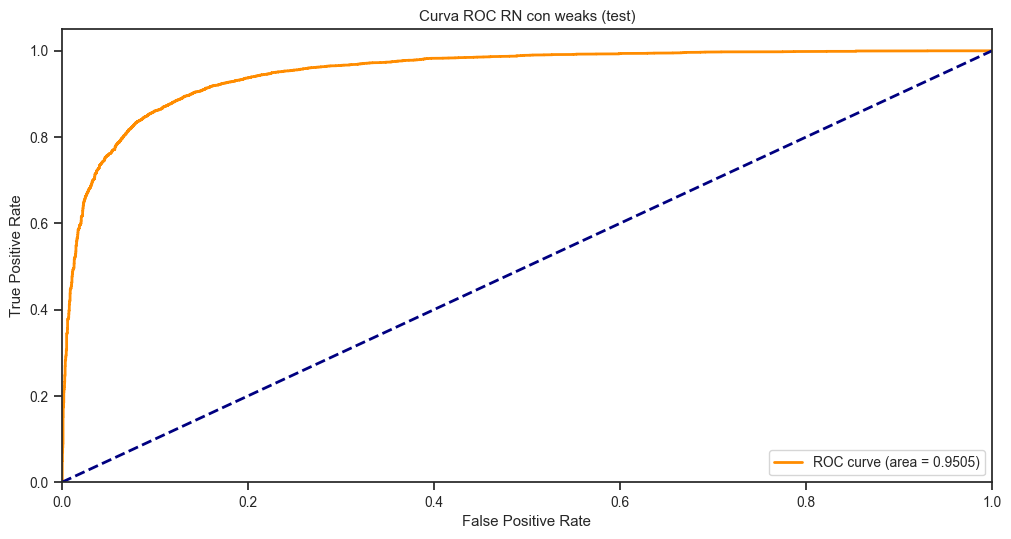 Curva ROC RN con weaks (test)
True Positive Rate
1.0
0.8
0.6
0.4
0.2
0.0
ROC curve (area = 0.9505)
0.0 0.2 0.4 0.6 0.8 1.0
False Positive Rate